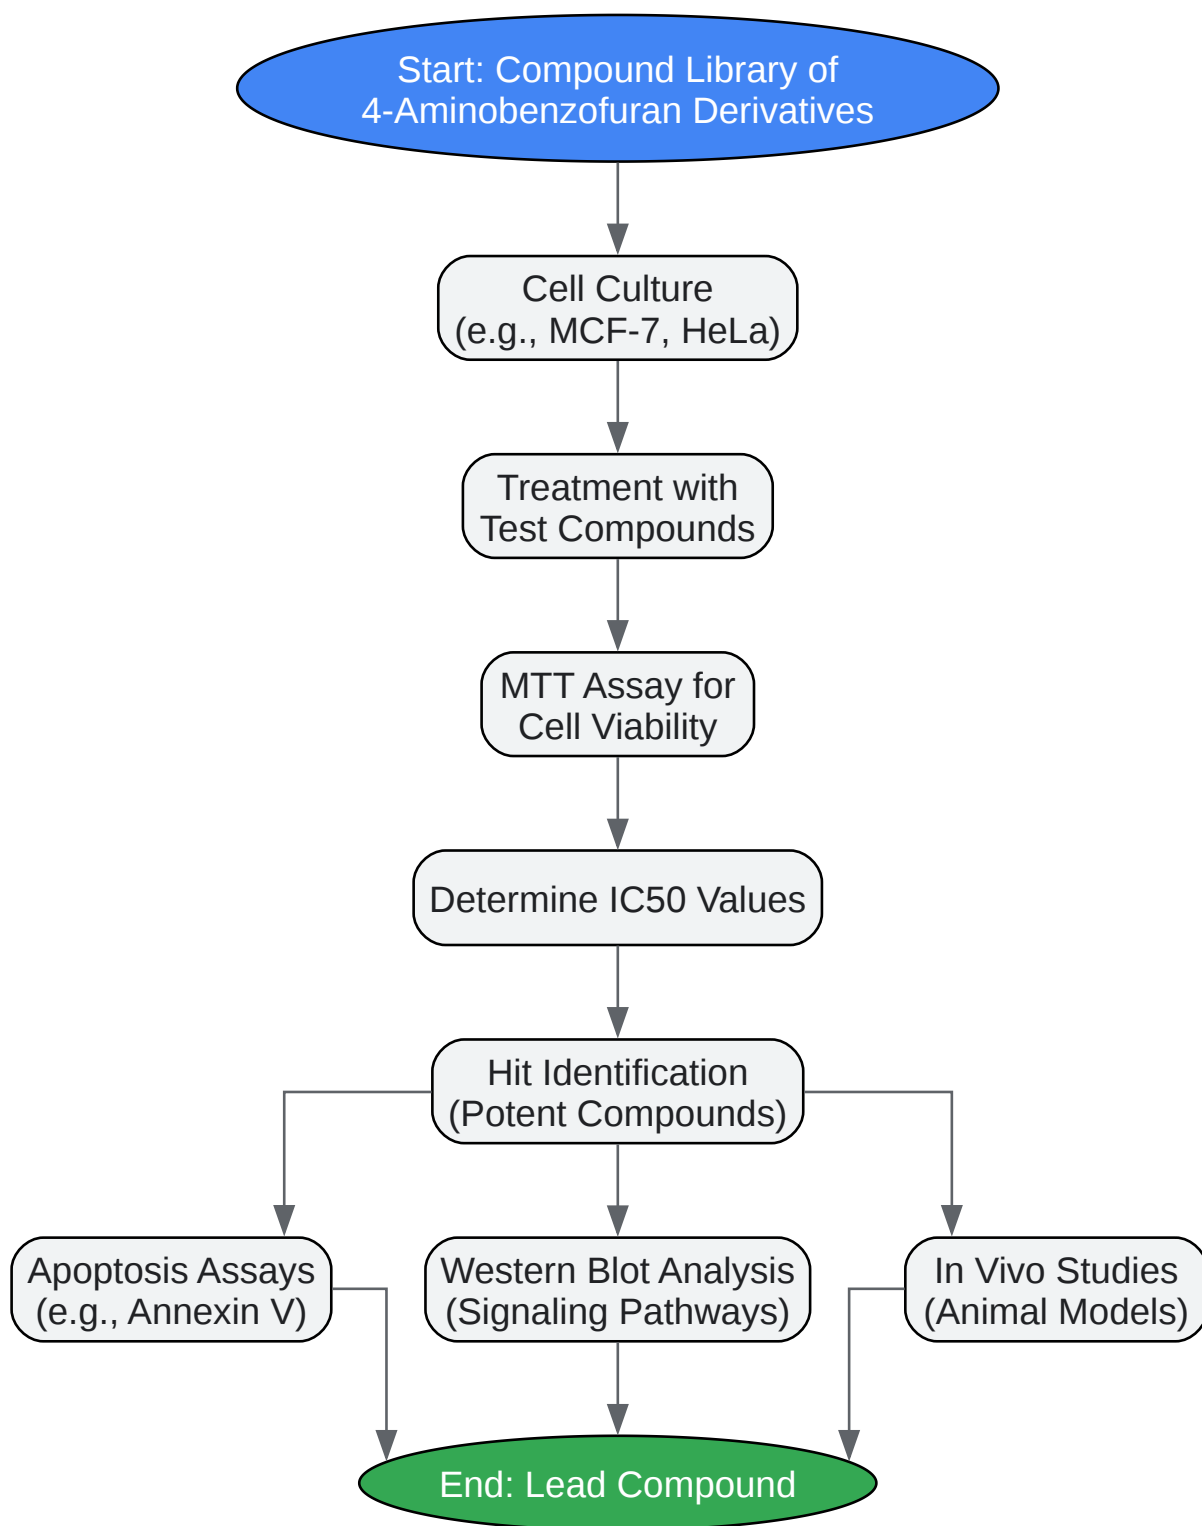 Start: Compound Library of
4-Aminobenzofuran Derivatives
Cell Culture
(e.g., MCF-7, HeLa)
Treatment with
Test Compounds
MTT Assay for
Cell Viability
Determine IC50 Values
Hit Identification
(Potent Compounds)
Apoptosis Assays
(e.g., Annexin V)
Western Blot Analysis
(Signaling Pathways)
In Vivo Studies
(Animal Models)
End: Lead Compound